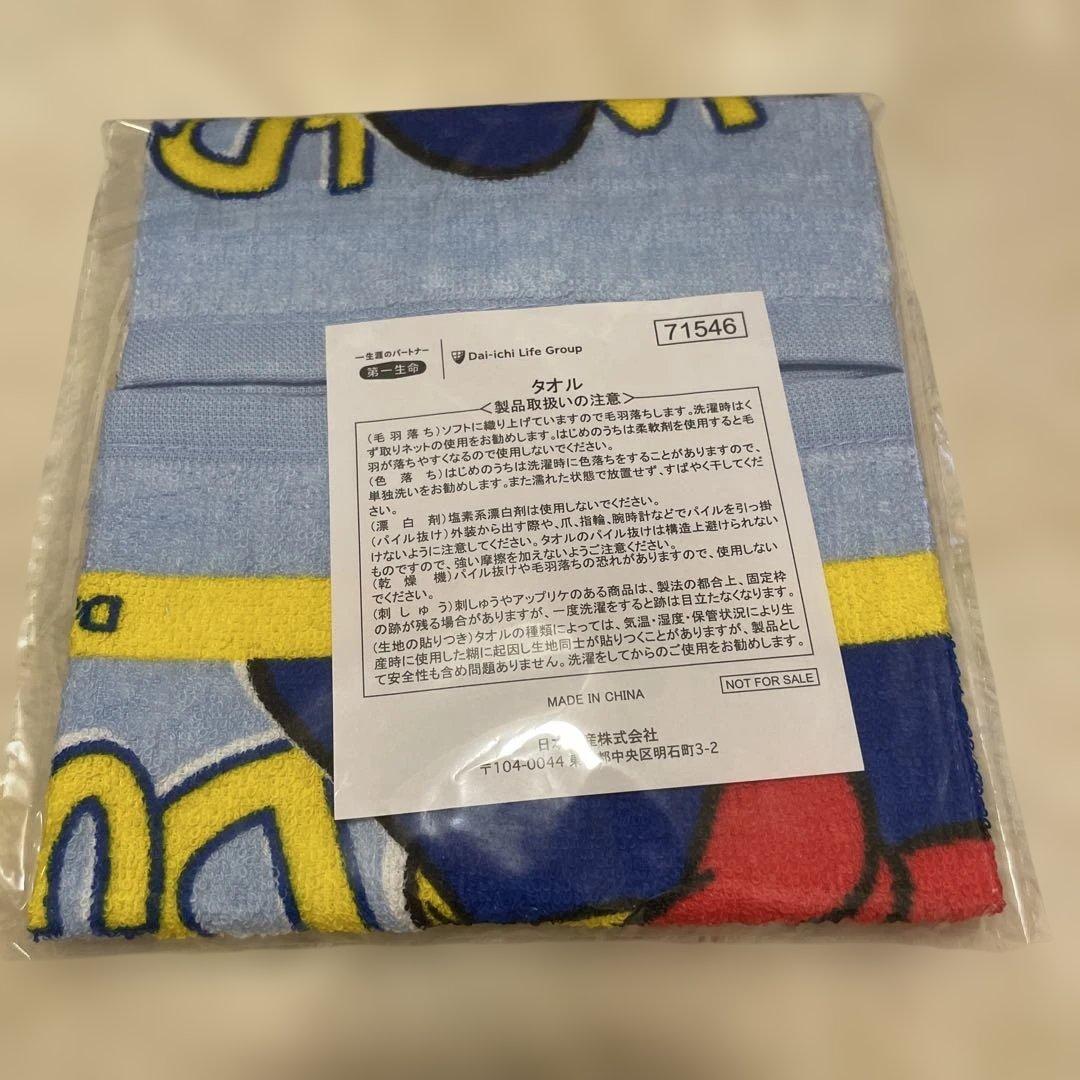 71546
一生涯のパートナー
第一生命
Dai-ichi Life Group
タオル
<製品取扱いの注意>
(毛羽落ち)ソフトに織り上げていますので毛羽落ちします。洗濯時はく
ず取りネットの使用をお勧めします。はじめのうちは柔軟剤を使用すると毛
羽が落ちやすくなるので使用しないでください。
(色落ち)はじめのうちは洗濯時に色落ちをすることがありますので、
単独洗いをお勧めします。また濡れた状態で放置せず、すばやく干してくだ
さい。
(漂白剤)塩素系漂白剤は使用しないでください。
(パイル抜け)外装から出す際や、爪、指輪、腕時計などでパイルを引っ掛
けないように注意してください。タオルのパイル抜けは構造上避けられない
ものですので、強い摩擦を加えないようご注意ください。
(乾燥機)パイル抜けや毛羽落ちの恐れがありますので、使用しない
でください。
(刺しゅう)刺しゅうやアップリケのある商品は、製法の都合上、固定枠
の跡が残る場合がありますが、一度洗濯をすると跡は目立たなくなります。
(生地の貼りつき)タオルの種類によっては、気温・湿度・保管状況により生
産時に使用した糊に起因し生地同士が貼りつくことがありますが、製品とし
て安全性も含め問題ありません。洗濯をしてからのご使用をお勧めします。
NOT FOR SALE
MADE IN CHINA
産株式会社
〒104-0044 東 都中央区明石町3-2